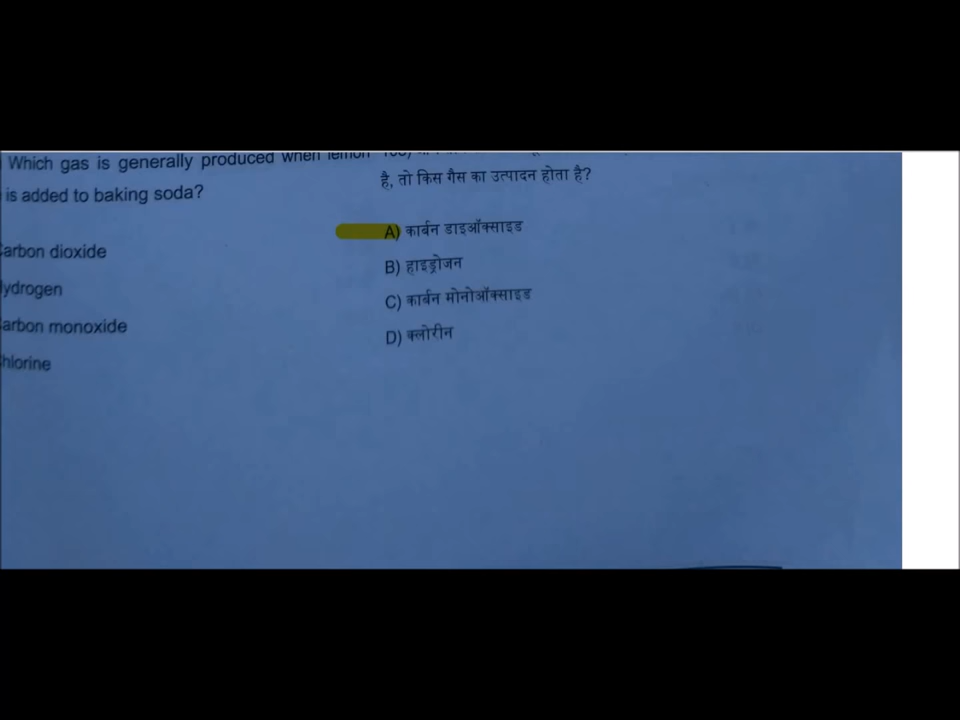 Which gas is generally produced when lemon
is added to baking soda?
arbon dioxide
ydrogen
arbon monoxide
hlorine
है, तो किस गैस का उत्पादन होता है?
A) कार्बन डाइऑक्साइड
B) हाइड्रोजन
C) कार्बन मोनोऑक्साइड
D) क्लोरीन